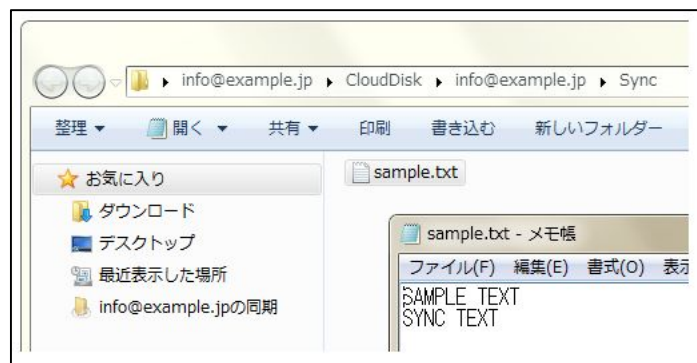 info@example.jp ▸ CloudDisk ▸ info@example.jp ▸ Sync
整理 ▼ 開く ▼ 共有 ▼ 印刷 書き込む 新しいフォルダー
お気に入り
ダウンロード
デスクトップ
最近表示した場所
info@example.jpの同期
sample.txt
sample.txt - メモ帳
ファイル(F) 編集(E) 書式(O) 表示
SAMPLE TEXT
SYNC TEXT